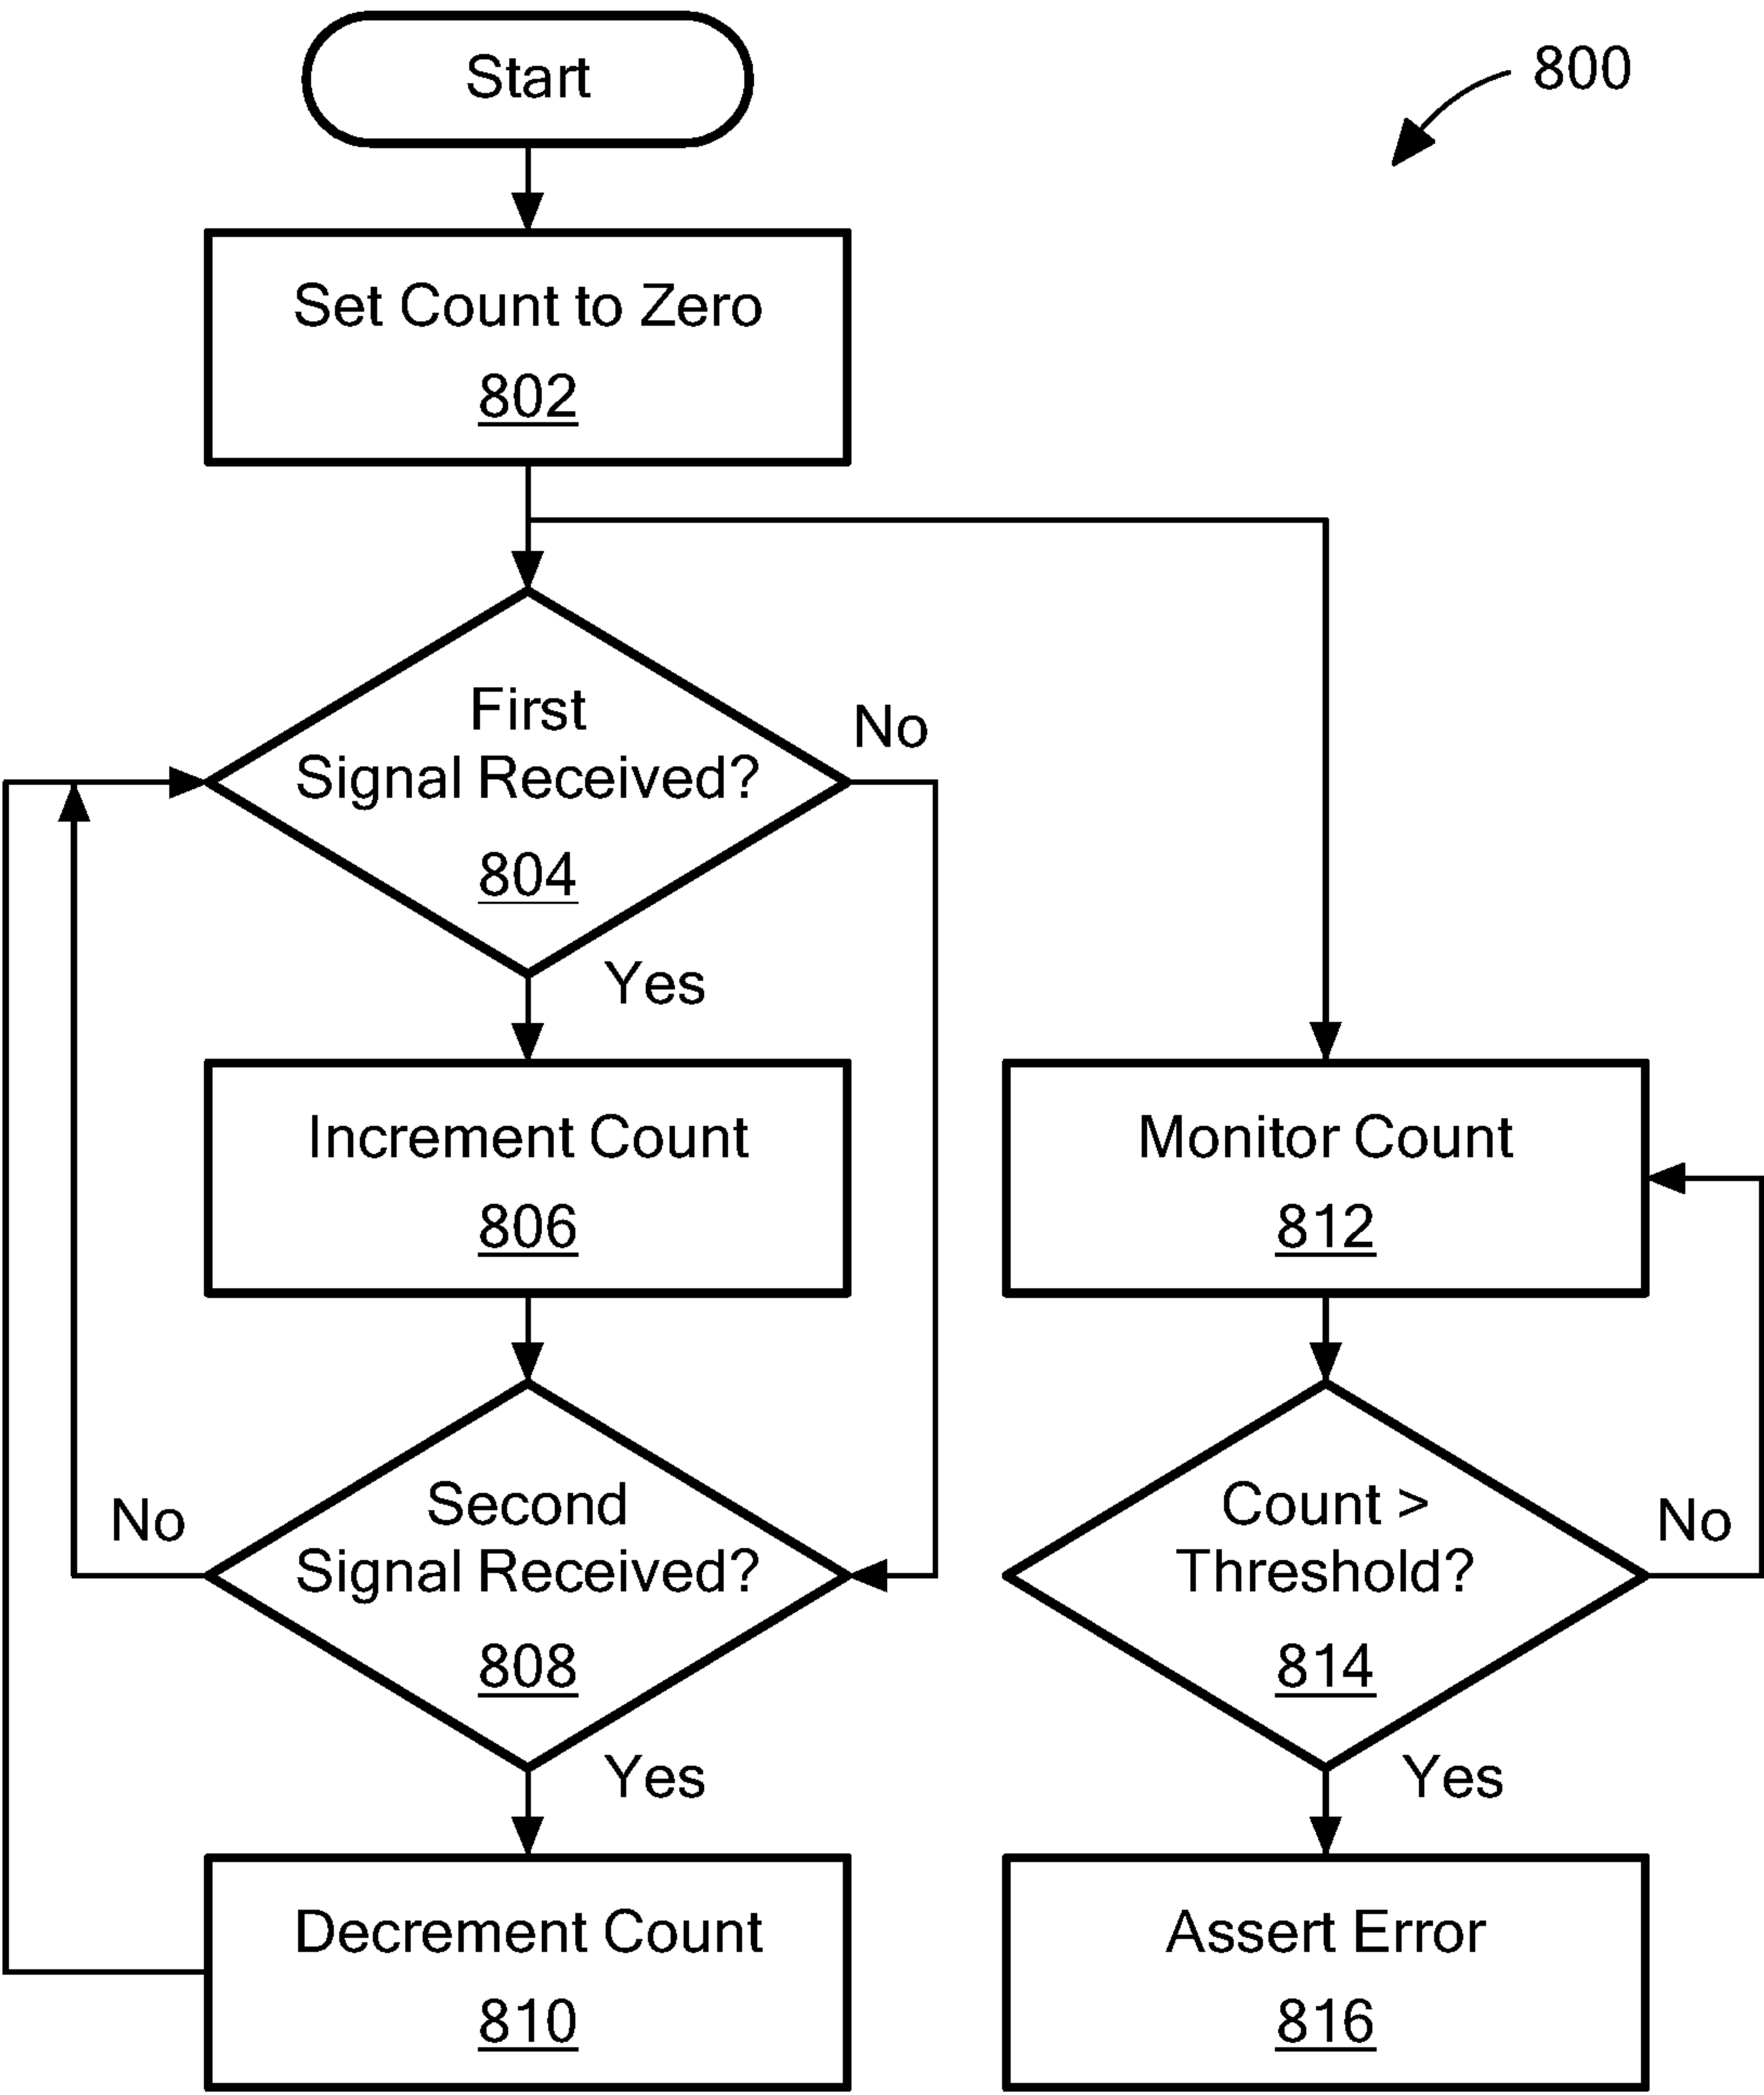 Start
800
Set Count to Zero
802
First
Signal Received?
804
No
Yes
Increment Count
806
Monitor Count
812
Second
Signal Received?
808
No
Yes
Count >
Threshold?
814
No
Yes
Decrement Count
810
Assert Error
816